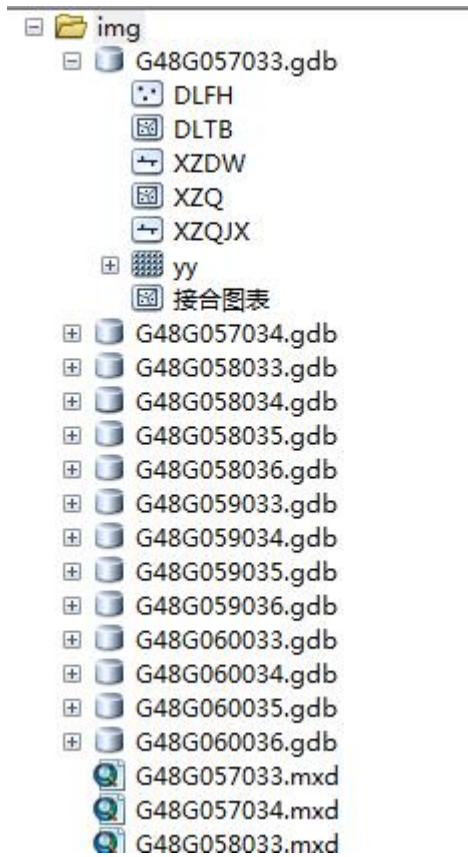 img
G48G057033.gdb
DLFH
DLTB
XZDW
XZQ
XZQJX
yy
接合图表
G48G057034.gdb
G48G058033.gdb
G48G058034.gdb
G48G058035.gdb
G48G058036.gdb
G48G059033.gdb
G48G059034.gdb
G48G059035.gdb
G48G059036.gdb
G48G060033.gdb
G48G060034.gdb
G48G060035.gdb
G48G060036.gdb
G48G057033.mxd
G48G057034.mxd
G48G058033.mxd